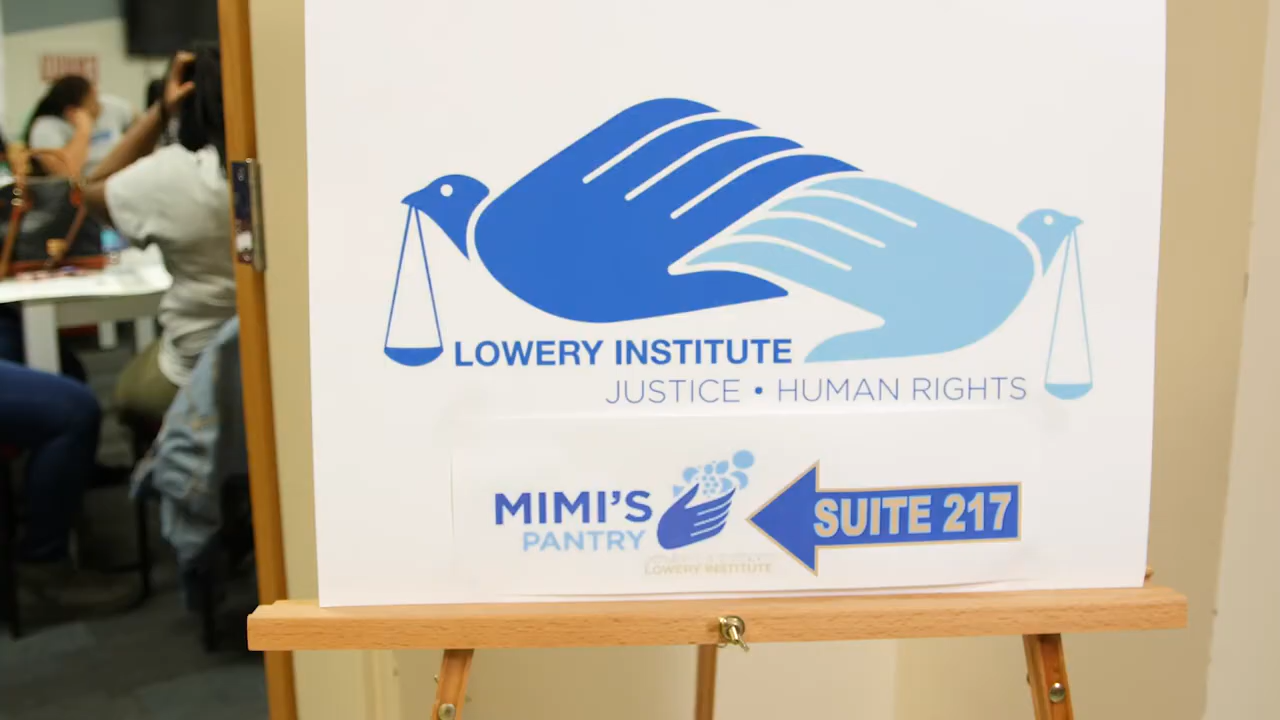 LOWERY INSTITUTE
JUSTICE • HUMAN RIGHTS
MIMI'S
PANTRY
SUITE 217
LOWERY INSTITUTE